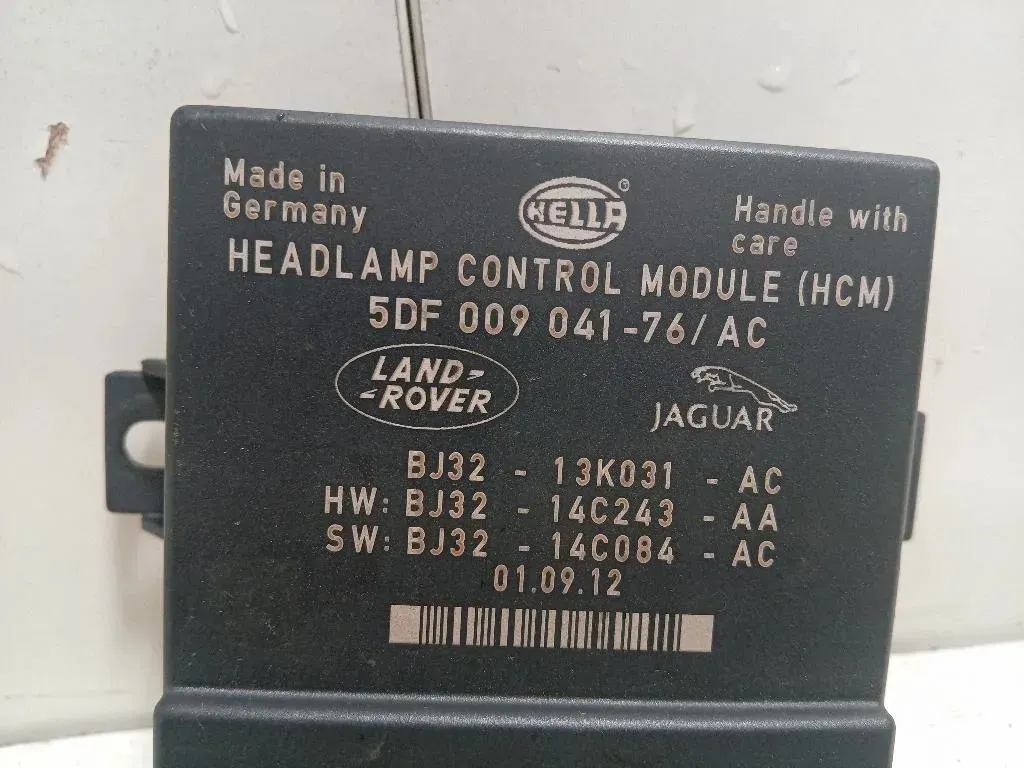 Made in
Germany
HELLA
®
Handle with
care
HEADLAMP CONTROL MODULE (HCM)
5DF 009 041-76/AC
LAND-
-ROVER
JAGUAR
BJ32 - 13K031 - AC
HW: BJ32 - 14C243 - AA
SW: BJ32 - 14C084 - AC
01.09.12